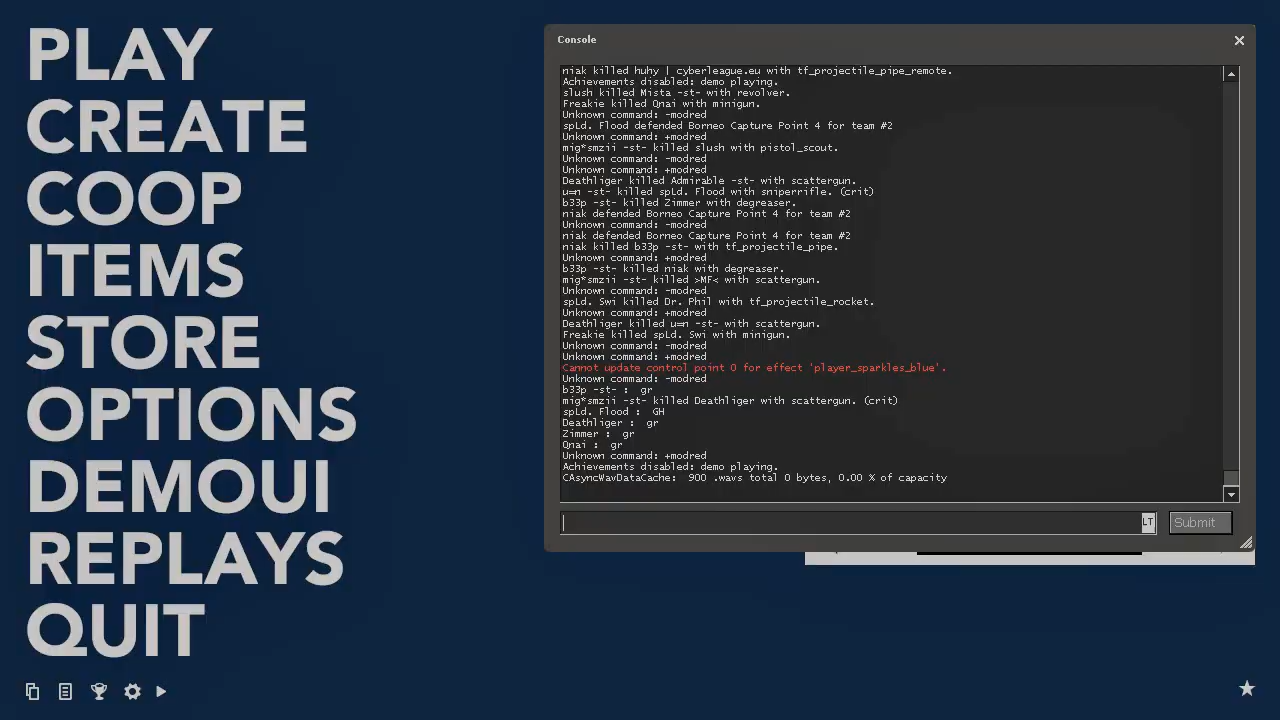 PLAY
CREATE
COOP
ITEMS
STORE
OPTIONS
DEMOUI
REPLAYS
QUIT
Console
niak killed huhy | cyberleague.eu with tf_projectile_pipe_remote.
Achievements disabled: demo playing.
slush killed Mista -st- with revolver.
Freakie killed Qnai with minigun.
Unknown command: -modred
spLd. Flood defended Borneo Capture Point 4 for team #2
Unknown command: +modred
mig*smzii -st- killed slush with pistol_scout.
Unknown command: -modred
Unknown command: +modred
Deathliger killed Admirable -st- with scattergun.
u=n -st- killed spLd. Flood with sniperrifle. (crit)
b33p -st- killed Zimmer with degreaser.
niak defended Borneo Capture Point 4 for team #2
Unknown command: -modred
niak defended Borneo Capture Point 4 for team #2
niak killed b33p -st- with tf_projectile_pipe.
Unknown command: +modred
b33p -st- killed niak with degreaser.
mig*smzii -st- killed >MF< with scattergun.
Unknown command: -modred
spLd. Swi killed Dr. Phil with tf_projectile_rocket.
Unknown command: +modred
Deathliger killed u=n -st- with scattergun.
Freakie killed spLd. Swi with minigun.
Unknown command: -modred
Unknown command: +modred
Cannot update control point 0 for effect 'player_sparkles_blue'.
Unknown command: -modred
b33p -st- :  gr
mig*smzii -st- killed Deathliger with scattergun. (crit)
spLd. Flood :  GH
Deathliger :  gr
Zimmer :  gr
Qnai :  gr
Unknown command: +modred
Achievements disabled: demo playing.
CAsyncWavDataCache:  900 .wavs total 0 bytes, 0.00 % of capacity
LT
Submit